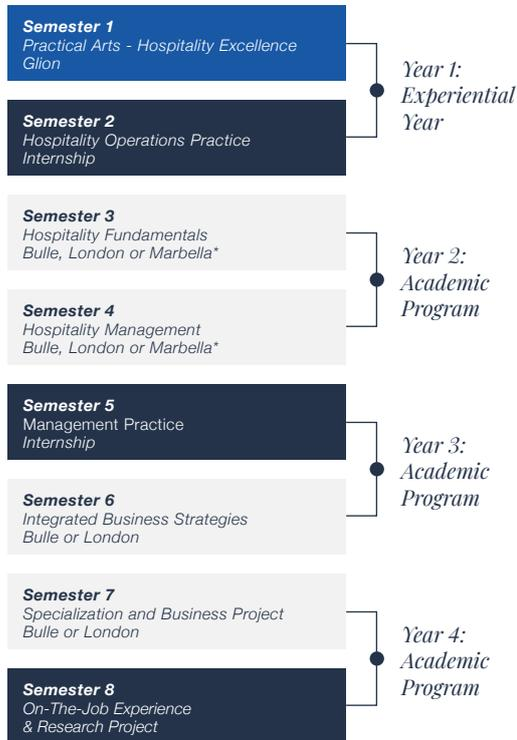 Semester 1
Practical Arts - Hospitality Excellence
Glion
Semester 2
Hospitality Operations Practice
Internship
Year 1:
Experiential
Year
Semester 3
Hospitality Fundamentals
Bulle, London or Marbella*
Semester 4
Hospitality Management
Bulle, London or Marbella*
Year 2:
Academic
Program
Semester 5
Management Practice
Internship
Semester 6
Integrated Business Strategies
Bulle or London
Year 3:
Academic
Program
Semester 7
Specialization and Business Project
Bulle or London
Semester 8
On-The-Job Experience
& Research Project
Year 4:
Academic
Program